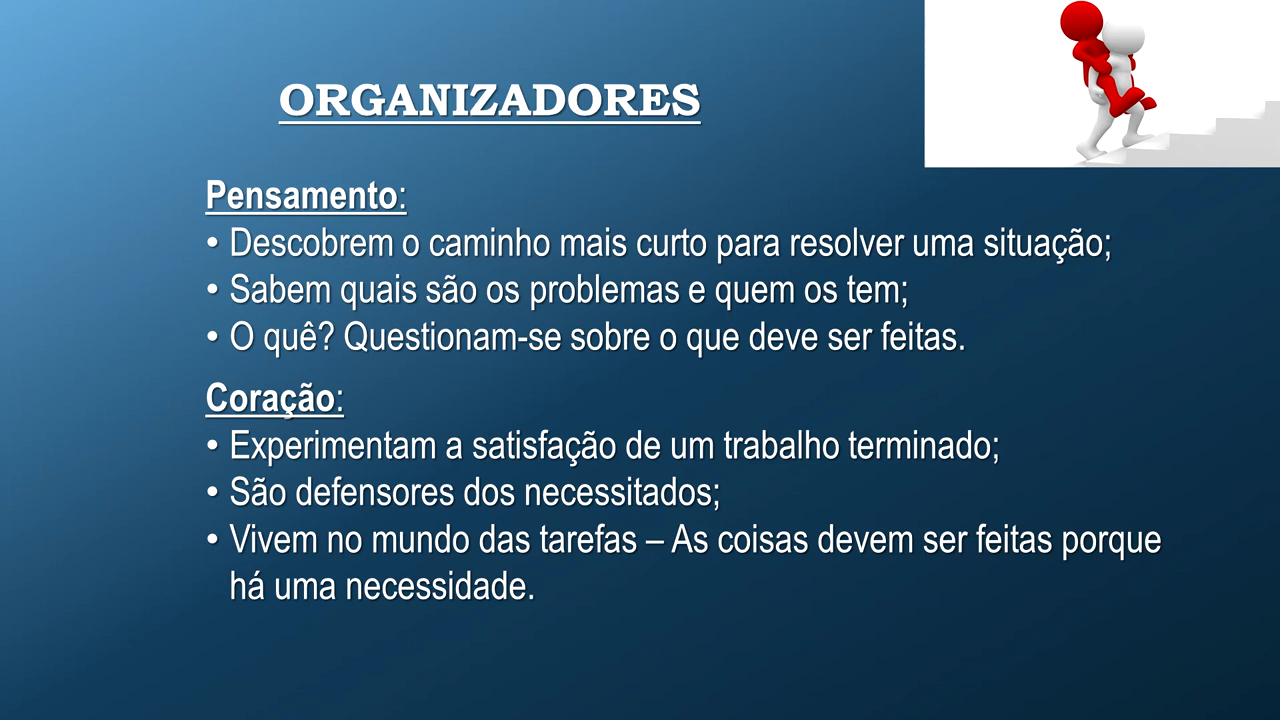 ORGANIZADORES
Pensamento:
• Descobrem o caminho mais curto para resolver uma situação;
• Sabem quais são os problemas e quem os tem;
• O quê? Questionam-se sobre o que deve ser feitas.
Coração:
• Experimentam a satisfação de um trabalho terminado;
• São defensores dos necessitados;
• Vivem no mundo das tarefas – As coisas devem ser feitas porque
há uma necessidade.